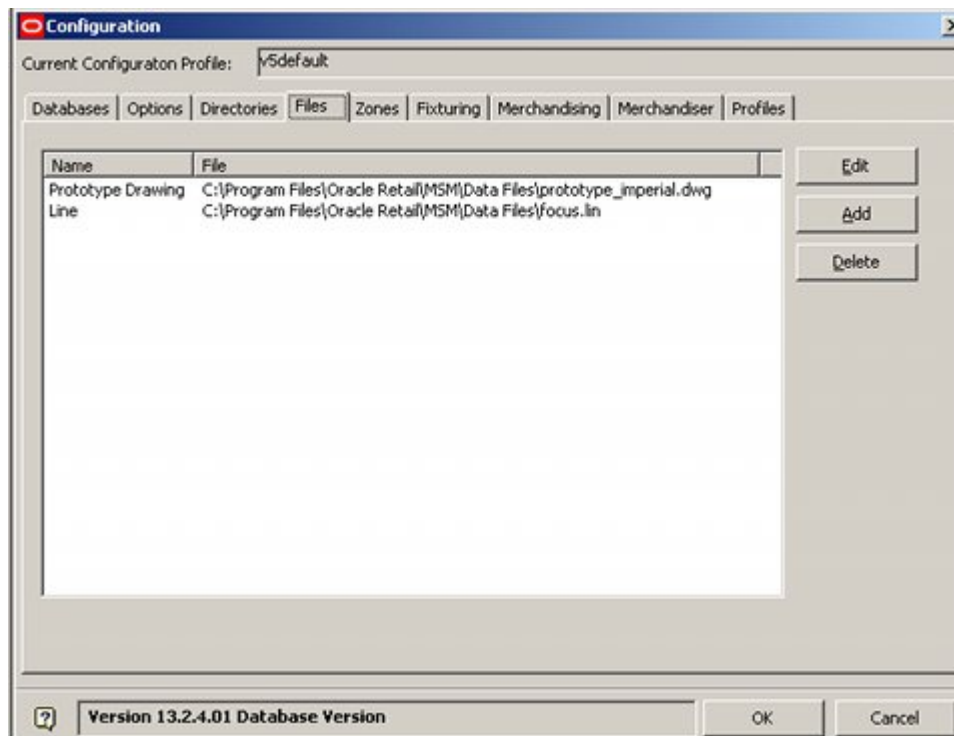 Configuration
Current Configuraton Profile: v5default
Databases Options Directories Files Zones Fixturing Merchandising Merchandiser Profiles
Name File
Prototype Drawing C:\Program Files\Oracle Retail\MSM\Data Files\prototype_imperial.dwg
Line C:\Program Files\Oracle Retail\MSM\Data Files\focus.lin
Edit
Add
Delete
Version 13.2.4.01 Database Version OK Cancel